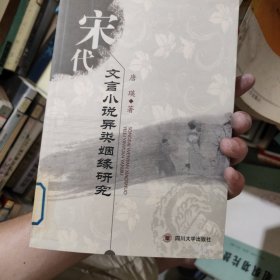 宋代
文言小说异类姻缘研究
唐瑛◆著
四川大学出版社